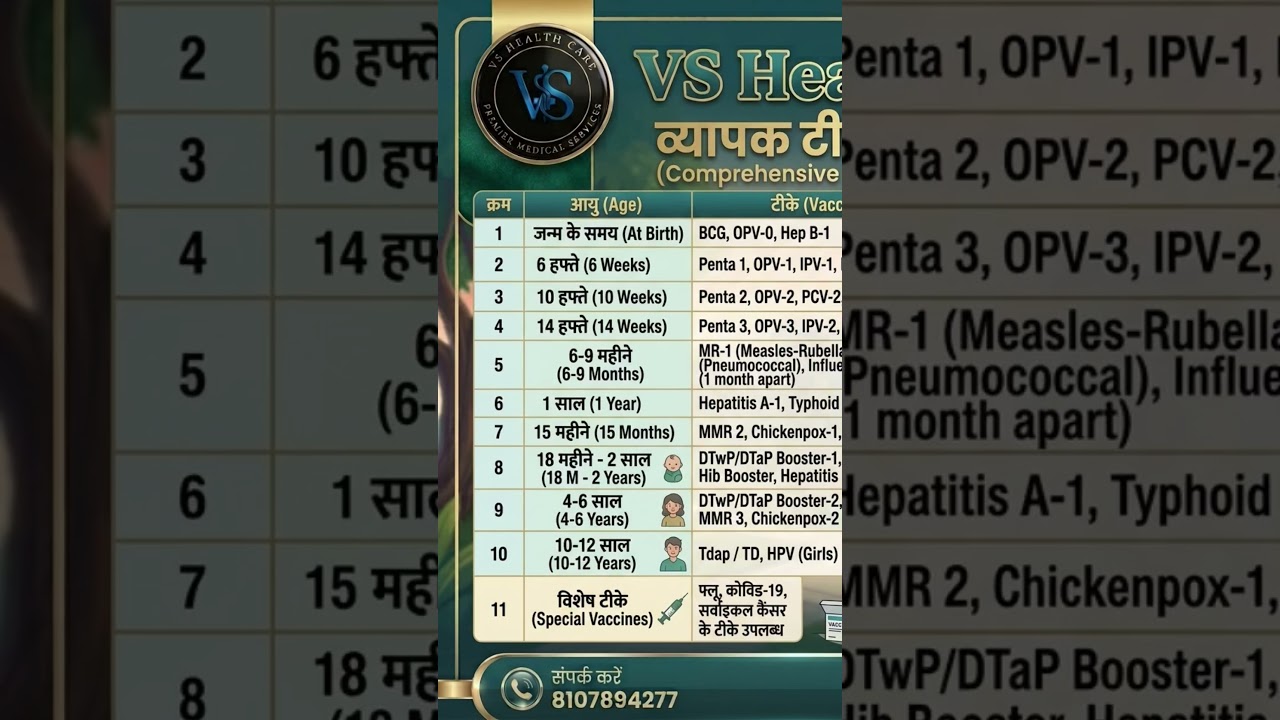 VS HEALTH CARE
VS
PREMIER MEDICAL SERVICES
VS Hea
व्यापक टी
(Comprehensive
क्रम आयु (Age) टीके (Vacc
1 जन्म के समय (At Birth) BCG, OPV-0, Hep B-1
2 6 हफ्ते (6 Weeks) Penta 1, OPV-1, IPV-1,
3 10 हफ्ते (10 Weeks) Penta 2, OPV-2, PCV-2
4 14 हफ्ते (14 Weeks) Penta 3, OPV-3, IPV-2,
5 6-9 महीने (6-9 Months) MR-1 (Measles-Rubella
(Pneumococcal), Influe
(1 month apart)
6 1 साल (1 Year) Hepatitis A-1, Typhoid
7 15 महीने (15 Months) MMR 2, Chickenpox-1,
8 18 महीने - 2 साल (18 M - 2 Years) DTwP/DTaP Booster-1,
Hib Booster, Hepatitis
9 4-6 साल (4-6 Years) DTwP/DTaP Booster-2,
MMR 3, Chickenpox-2
10 10-12 साल (10-12 Years) Tdap / TD, HPV (Girls)
11 विशेष टीके (Special Vaccines) फ्लू, कोविड-19,
सर्वाइकल कैंसर
के टीके उपलब्ध
संपर्क करें
8107894277
2 6 हफ्ते
3 10 हफ
4 14 हफ
5 6
(6-
6 1 साल
7 15 मही
8 18 मही
Penta 1, OPV-1, IPV-1,
Penta 2, OPV-2, PCV-2
Penta 3, OPV-3, IPV-2,
MR-1 (Measles-Rubella
Pneumococcal), Influe
1 month apart)
Hepatitis A-1, Typhoid
MMR 2, Chickenpox-1,
DTwP/DTaP Booster-1,